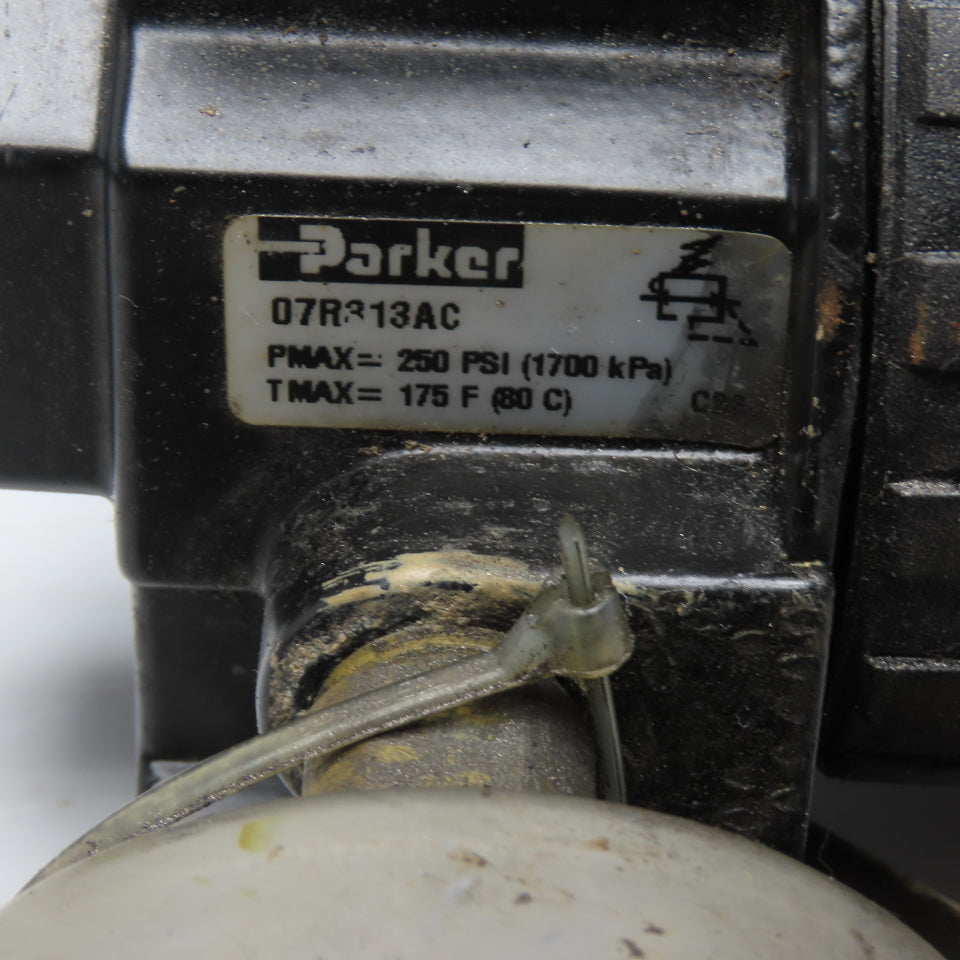 Parker
07R313AC
PMAX= 250 PSI (1700 kPa)
TMAX= 175 F (80 C)